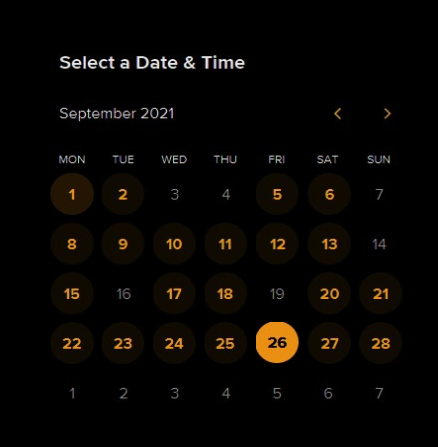 Select a Date & Time
September 2021
MON TUE WED THU FRI SAT SUN
1 2 3 4 5 6 7
8 9 10 11 12 13 14
15 16 17 18 19 20 21
22 23 24 25 26 27 28
1 2 3 4 5 6 7